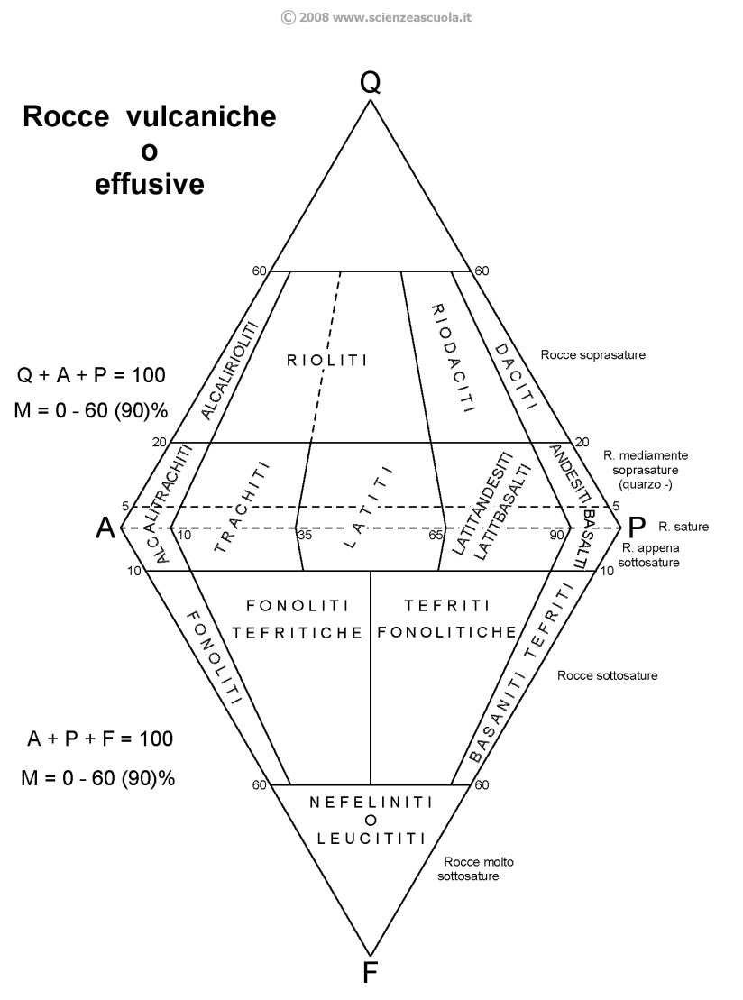 © 2008 www.scienzeascuola.it
Q
Rocce vulcaniche
o
effusive
60
60
ALCALIRIOLITI
RIOLITI
RIODACITI
DACITI
Rocce soprasature
Q + A + P = 100
M = 0 - 60 (90)%
20
20
ALCALITRACHITI
TRACHITI
LATITI
LATITANDESITI
LATITBASALTI
ANDESITI BASALTI
R. mediamente
soprasature
(quarzo -)
5
5
A
10
35
65
90
P
R. sature
R. appena
sottosature
10
10
FONOLITI
FONOLITI
TEFRITICHE
TEFRITI
FONOLITICHE
BASANITI TEFRITI
Rocce sottosature
A + P + F = 100
M = 0 - 60 (90)%
60
60
NEFELINITI
O
LEUCITITI
Rocce molto
sottosature
F